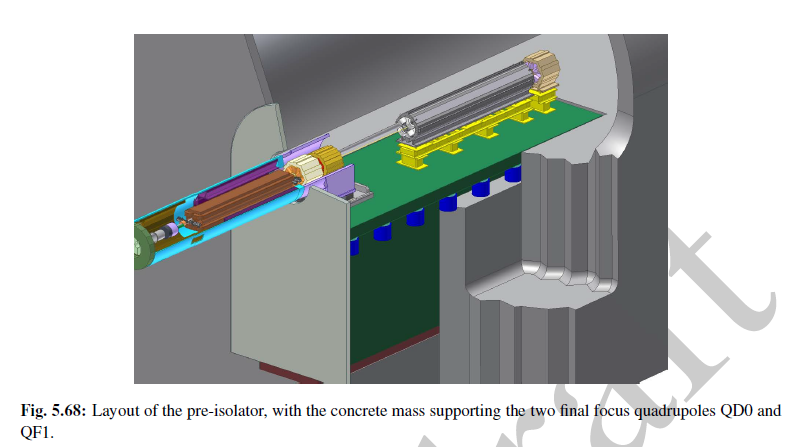 Fig. 5.68: Layout of the pre-isolator, with the concrete mass supporting the two final focus quadrupoles QD0 and
QF1.